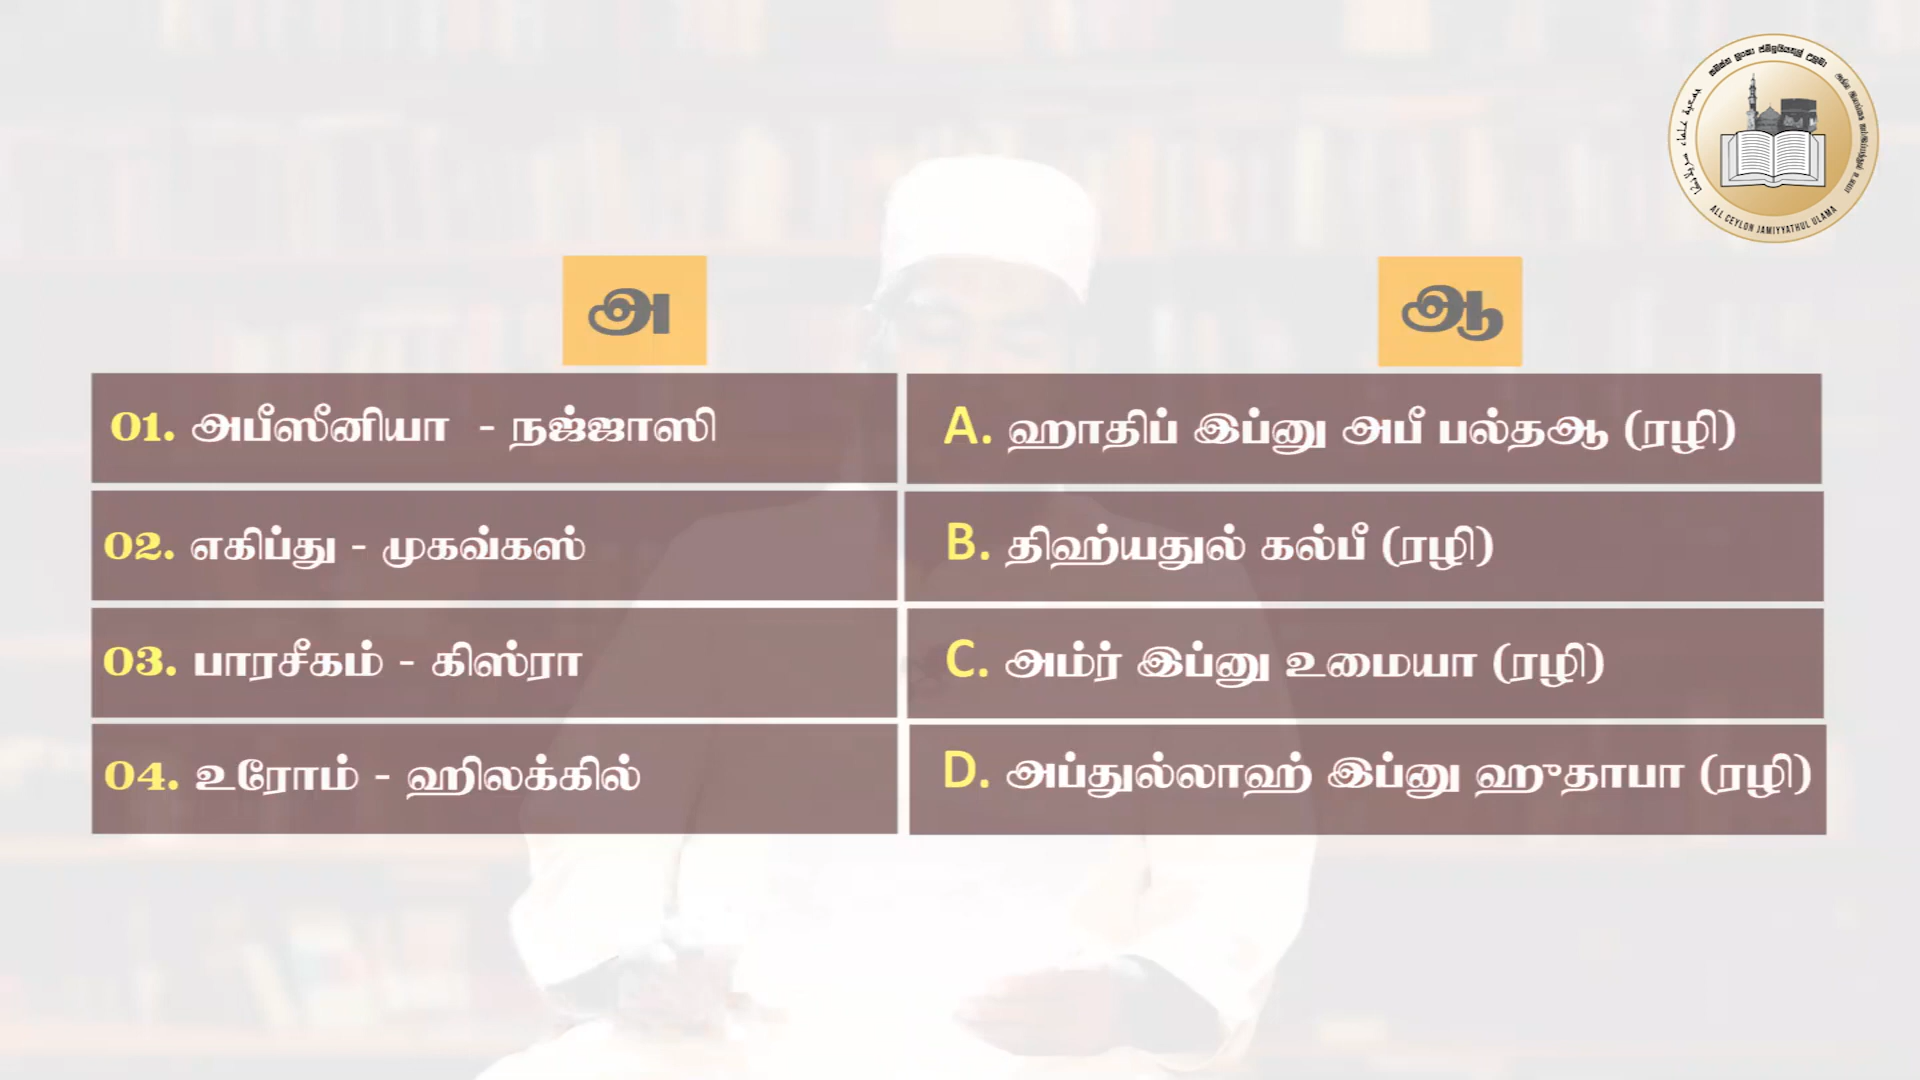 ALL CEYLON JAMIYYATHUL ULAMA
அ
ஆ
01. அபீஸீனியா - நஜ்ஜாஸி
A. ஹாதிப் இப்னு அபீ பல்தஆ (ரழி)
02. எகிப்து - முகவ்கஸ்
B. திஹ்யதுல் கல்பீ (ரழி)
03. பாரசீகம் - கிஸ்ரா
C. அம்ர் இப்னு உமையா (ரழி)
04. உரோம் - ஹிலக்கில்
D. அப்துல்லாஹ் இப்னு ஹுதாபா (ரழி)